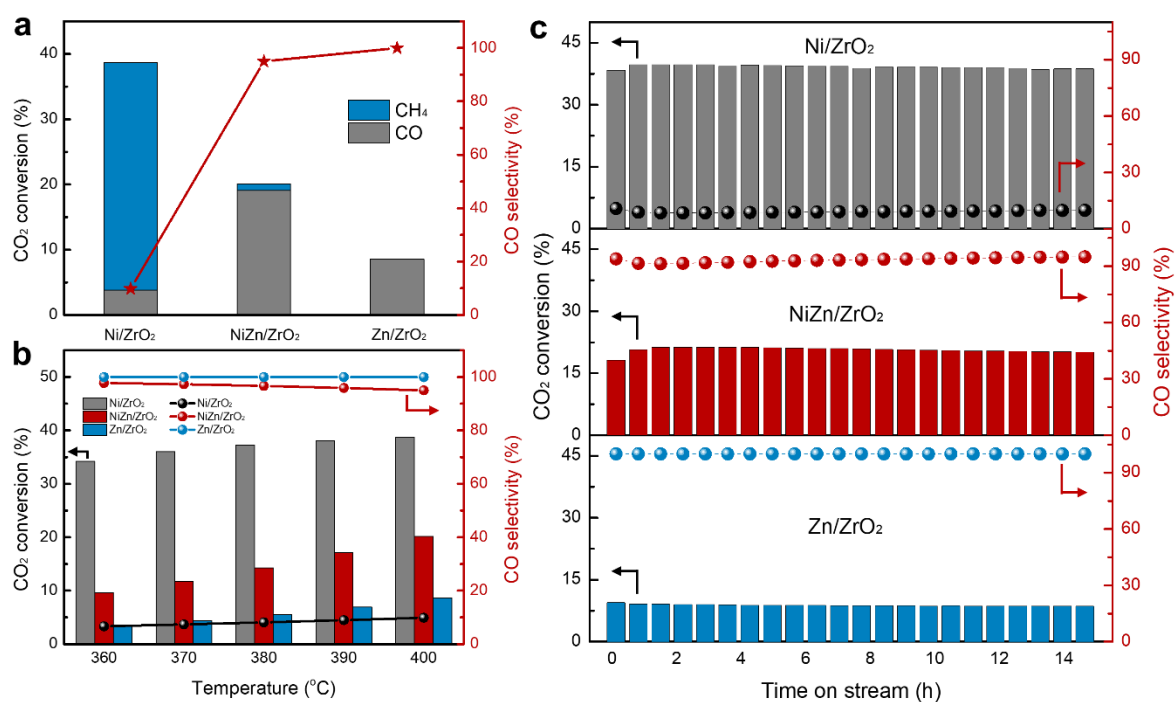 a
CO₂ conversion (%)
40
30
20
10
0
CH₄
CO
100
80
60
40
20
0
CO selectivity (%)
Ni/ZrO₂ NiZn/ZrO₂ Zn/ZrO₂
b
CO₂ conversion (%)
50
40
30
20
10
0
Ni/ZrO₂ Ni/ZrO₂
NiZn/ZrO₂ NiZn/ZrO₂
Zn/ZrO₂ Zn/ZrO₂
100
80
60
40
20
0
CO selectivity (%)
360 370 380 390 400
Temperature (°C)
c
CO₂ conversion (%)
45
30
15
0
Ni/ZrO₂
90
60
30
0
45
30
15
0
NiZn/ZrO₂
90
60
30
0
45
30
15
0
Zn/ZrO₂
90
60
30
0
CO selectivity (%)
0 2 4 6 8 10 12 14
Time on stream (h)